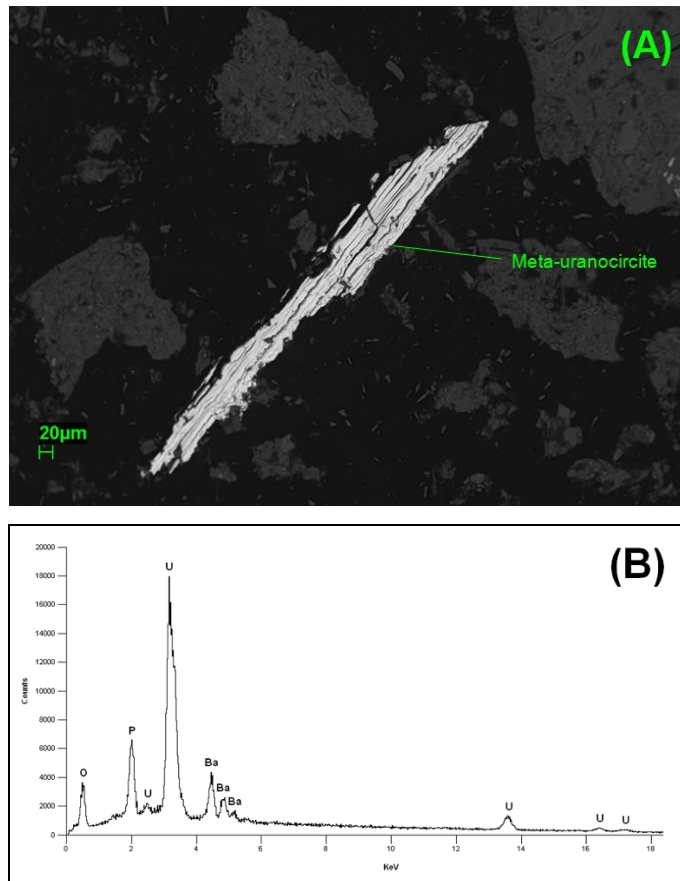 (A)
Meta-uranocircite
20µm
(B)
20000
18000
16000
14000
12000
10000
8000
6000
4000
2000
0
Counts
U
P
O
U
Ba
Ba
Ba
U
U
U
0 2 4 6 8 10 12 14 16 18
KeV